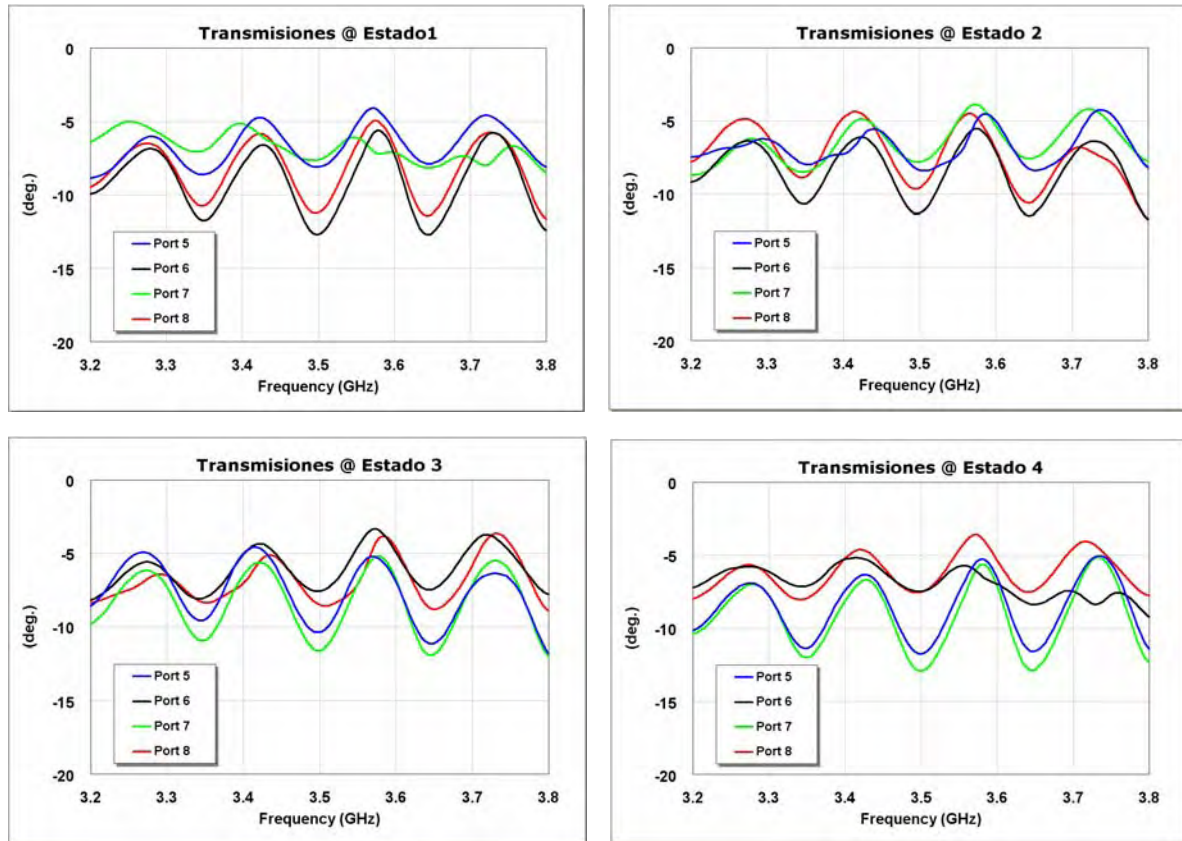 Transmisiones @ Estado1
0
-5
-10
-15
-20
(deg.)
Port 5
Port 6
Port 7
Port 8
3.2 3.3 3.4 3.5 3.6 3.7 3.8
Frequency (GHz)
Transmisiones @ Estado 2
0
-5
-10
-15
-20
(deg.)
Port 5
Port 6
Port 7
Port 8
3.2 3.3 3.4 3.5 3.6 3.7 3.8
Frequency (GHz)
Transmisiones @ Estado 3
0
-5
-10
-15
-20
(deg.)
Port 5
Port 6
Port 7
Port 8
3.2 3.3 3.4 3.5 3.6 3.7 3.8
Frequency (GHz)
Transmisiones @ Estado 4
0
-5
-10
-15
-20
(deg.)
Port 5
Port 6
Port 7
Port 8
3.2 3.3 3.4 3.5 3.6 3.7 3.8
Frequency (GHz)